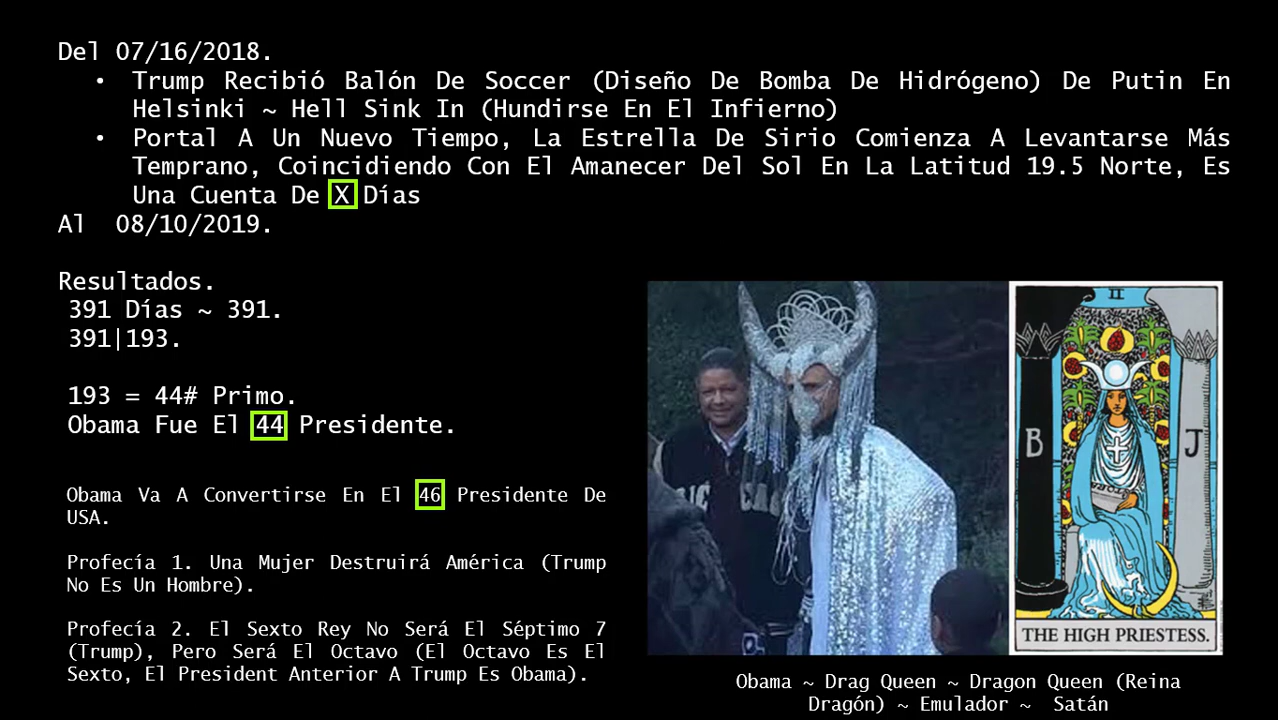 Del 07/16/2018.
• Trump Recibió Balón De Soccer (Diseño De Bomba De Hidrógeno) De Putin En
Helsinki ~ Hell Sink In (Hundirse En El Infierno)
• Portal A Un Nuevo Tiempo, La Estrella De Sirio Comienza A Levantarse Más
Temprano, Coincidiendo Con El Amanecer Del Sol En La Latitud 19.5 Norte, Es
Una Cuenta De X Días
Al 08/10/2019.
Resultados.
391 Días ~ 391.
391|193.
193 = 44# Primo.
Obama Fue El 44 Presidente.
Obama Va A Convertirse En El 46 Presidente De
USA.
Profecía 1. Una Mujer Destruirá América (Trump
No Es Un Hombre).
Profecía 2. El Sexto Rey No Será El Séptimo 7
(Trump), Pero Será El Octavo (El Octavo Es El
Sexto, El President Anterior A Trump Es Obama).
II
B
J
THE HIGH PRIESTESS.
Obama ~ Drag Queen ~ Dragon Queen (Reina
Dragón) ~ Emulador ~ Satán